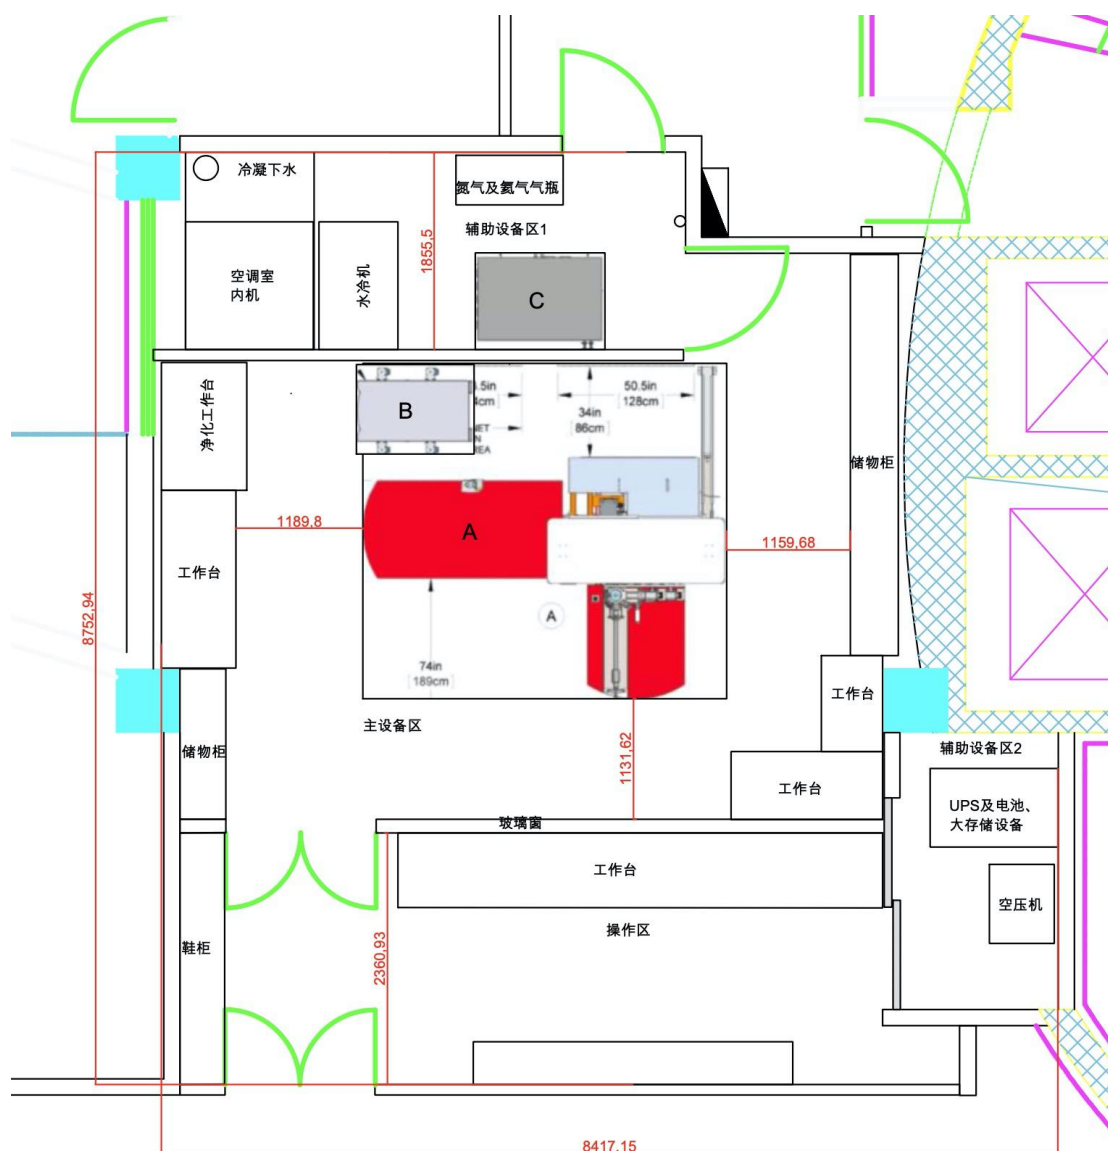 冷凝下水
氮气及氦气气瓶
辅助设备区1
1855,5
空调室
内机
水冷机
C
净化工作台
B
50.5in
[128cm]
34in
[86cm]
储物柜
A
1189,8
1159,68
工作台
8752,94
A
74in
[189cm]
工作台
主设备区
储物柜
1131,62
辅助设备区2
工作台
UPS及电池、
大存储设备
玻璃窗
工作台
空压机
操作区
鞋柜
2360,93
8417,15